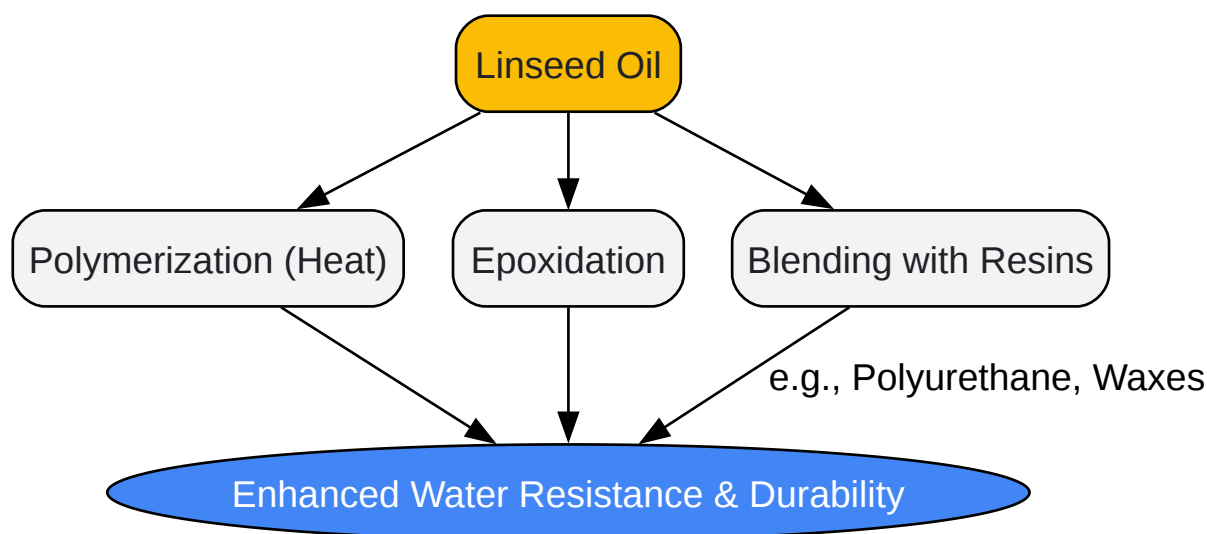 Linseed Oil
Polymerization (Heat)
Epoxidation
Blending with Resins
e.g., Polyurethane, Waxes
Enhanced Water Resistance & Durability